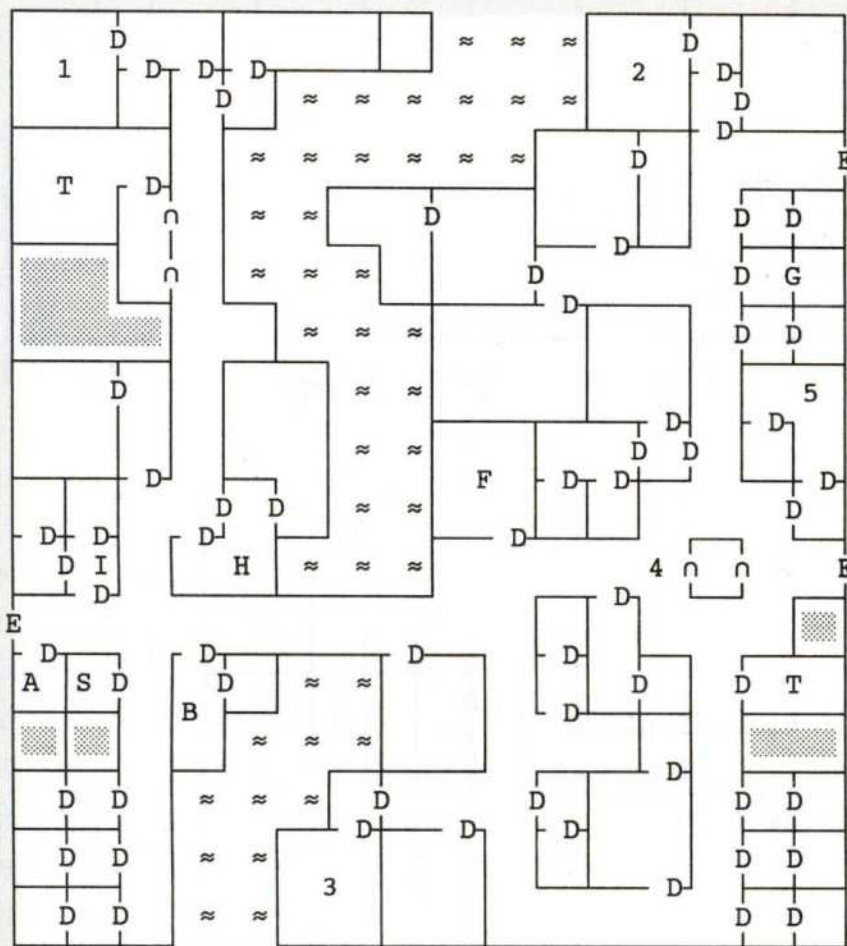 D ≈ ≈ ≈ D
1 D D D 2 D
D ≈ ≈ ≈ ≈ ≈ ≈ D
D
≈ ≈ ≈ ≈ ≈ ≈ D E
T D
∩ ≈ ≈ D D D
D
∩ ≈ ≈ ≈ D D G
D
≈ ≈ ≈ D D
D ≈ ≈ 5
D D
≈ ≈ D D
D F D D D
D D ≈ ≈ D
D D D D
D I H ≈ ≈ ≈ 4 ∩ ∩ E
D D
E
D D D D
A S D D ≈ ≈ D D T
B D
≈ ≈ ≈
D
D D ≈ ≈ ≈ D D D D
D D D
D D ≈ ≈ D D
3 D
D D ≈ ≈ D D